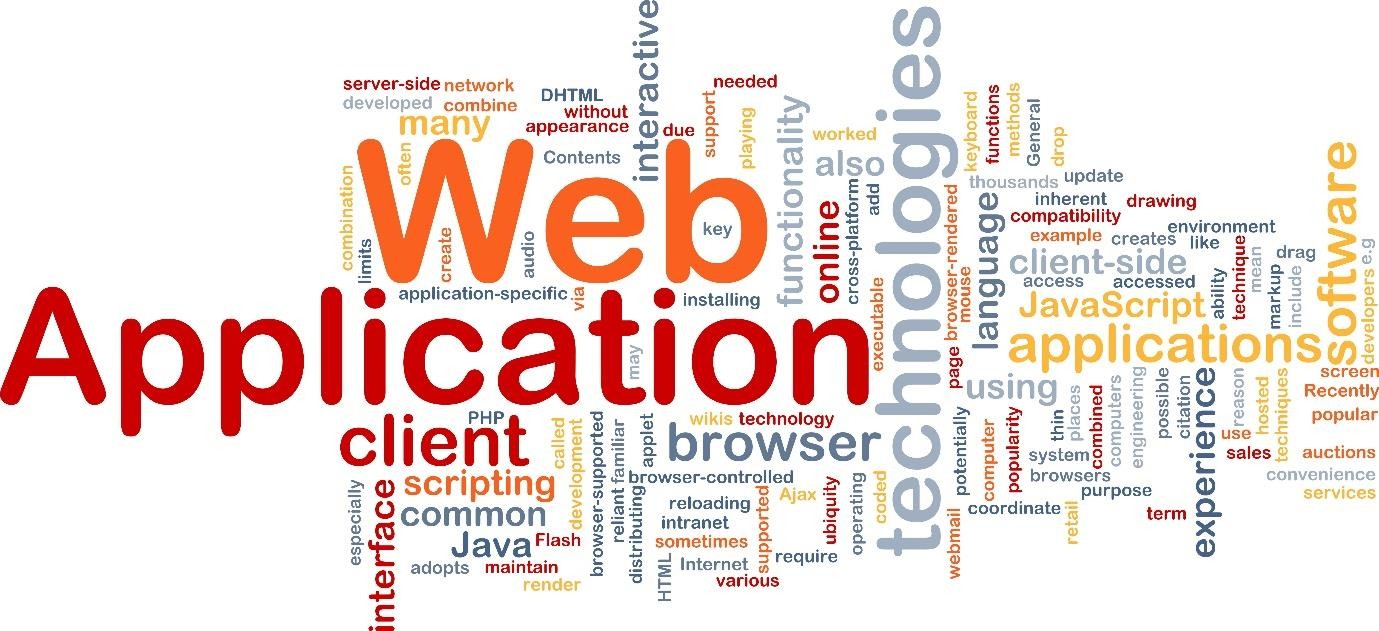 interactive
technologies
server-side
network
needed
developed
combine
DHTML
without
many
appearance
due
support
playing
functionality
worked
keyboard
functions
methods
General
drop
often
Web
Contents
also
thousands
update
combination
inherent
drawing
compatibility
limits
create
audio
key
online
cross-platform
add
browser-rendered
mouse
language
example
creates
environment
like
software
client-side
access
accessed
ability
technique
mean
markup
drag
include
e.g
developers
application-specific
via
installing
executable
JavaScript
Application
may
page
applications
screen
using
Recently
popular
PHP
client
called
development
browser-supported
familiar
reliant
applet
wikis
technology
browser
potentially
computer
popularity
thin
places
combined
computers
engineering
possible
citation
experience
reason
use
hosted
techniques
sales
auctions
system
browsers
convenience
services
purpose
scripting
browser-controlled
especially
interface
common
distributing
reloading
Ajax
ubiquity
operating
coded
coordinate
retail
term
webmail
intranet
supported
Java
Flash
sometimes
require
adopts
maintain
HTML
Internet
render
various